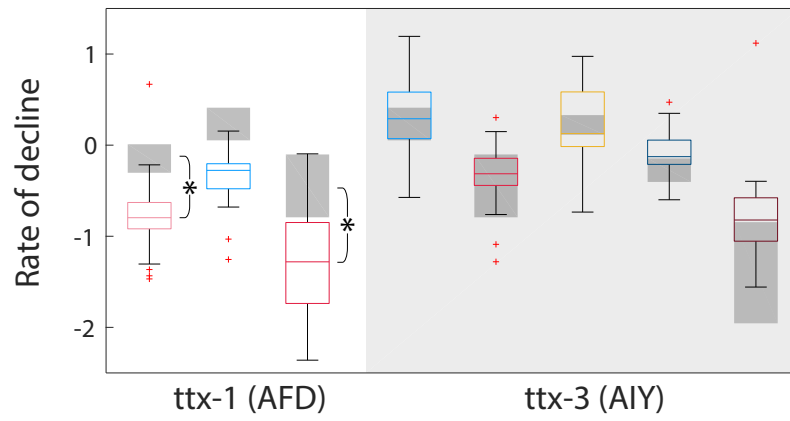 Rate of decline
1
0
-1
-2
*
*
ttx-1 (AFD)
ttx-3 (AIY)